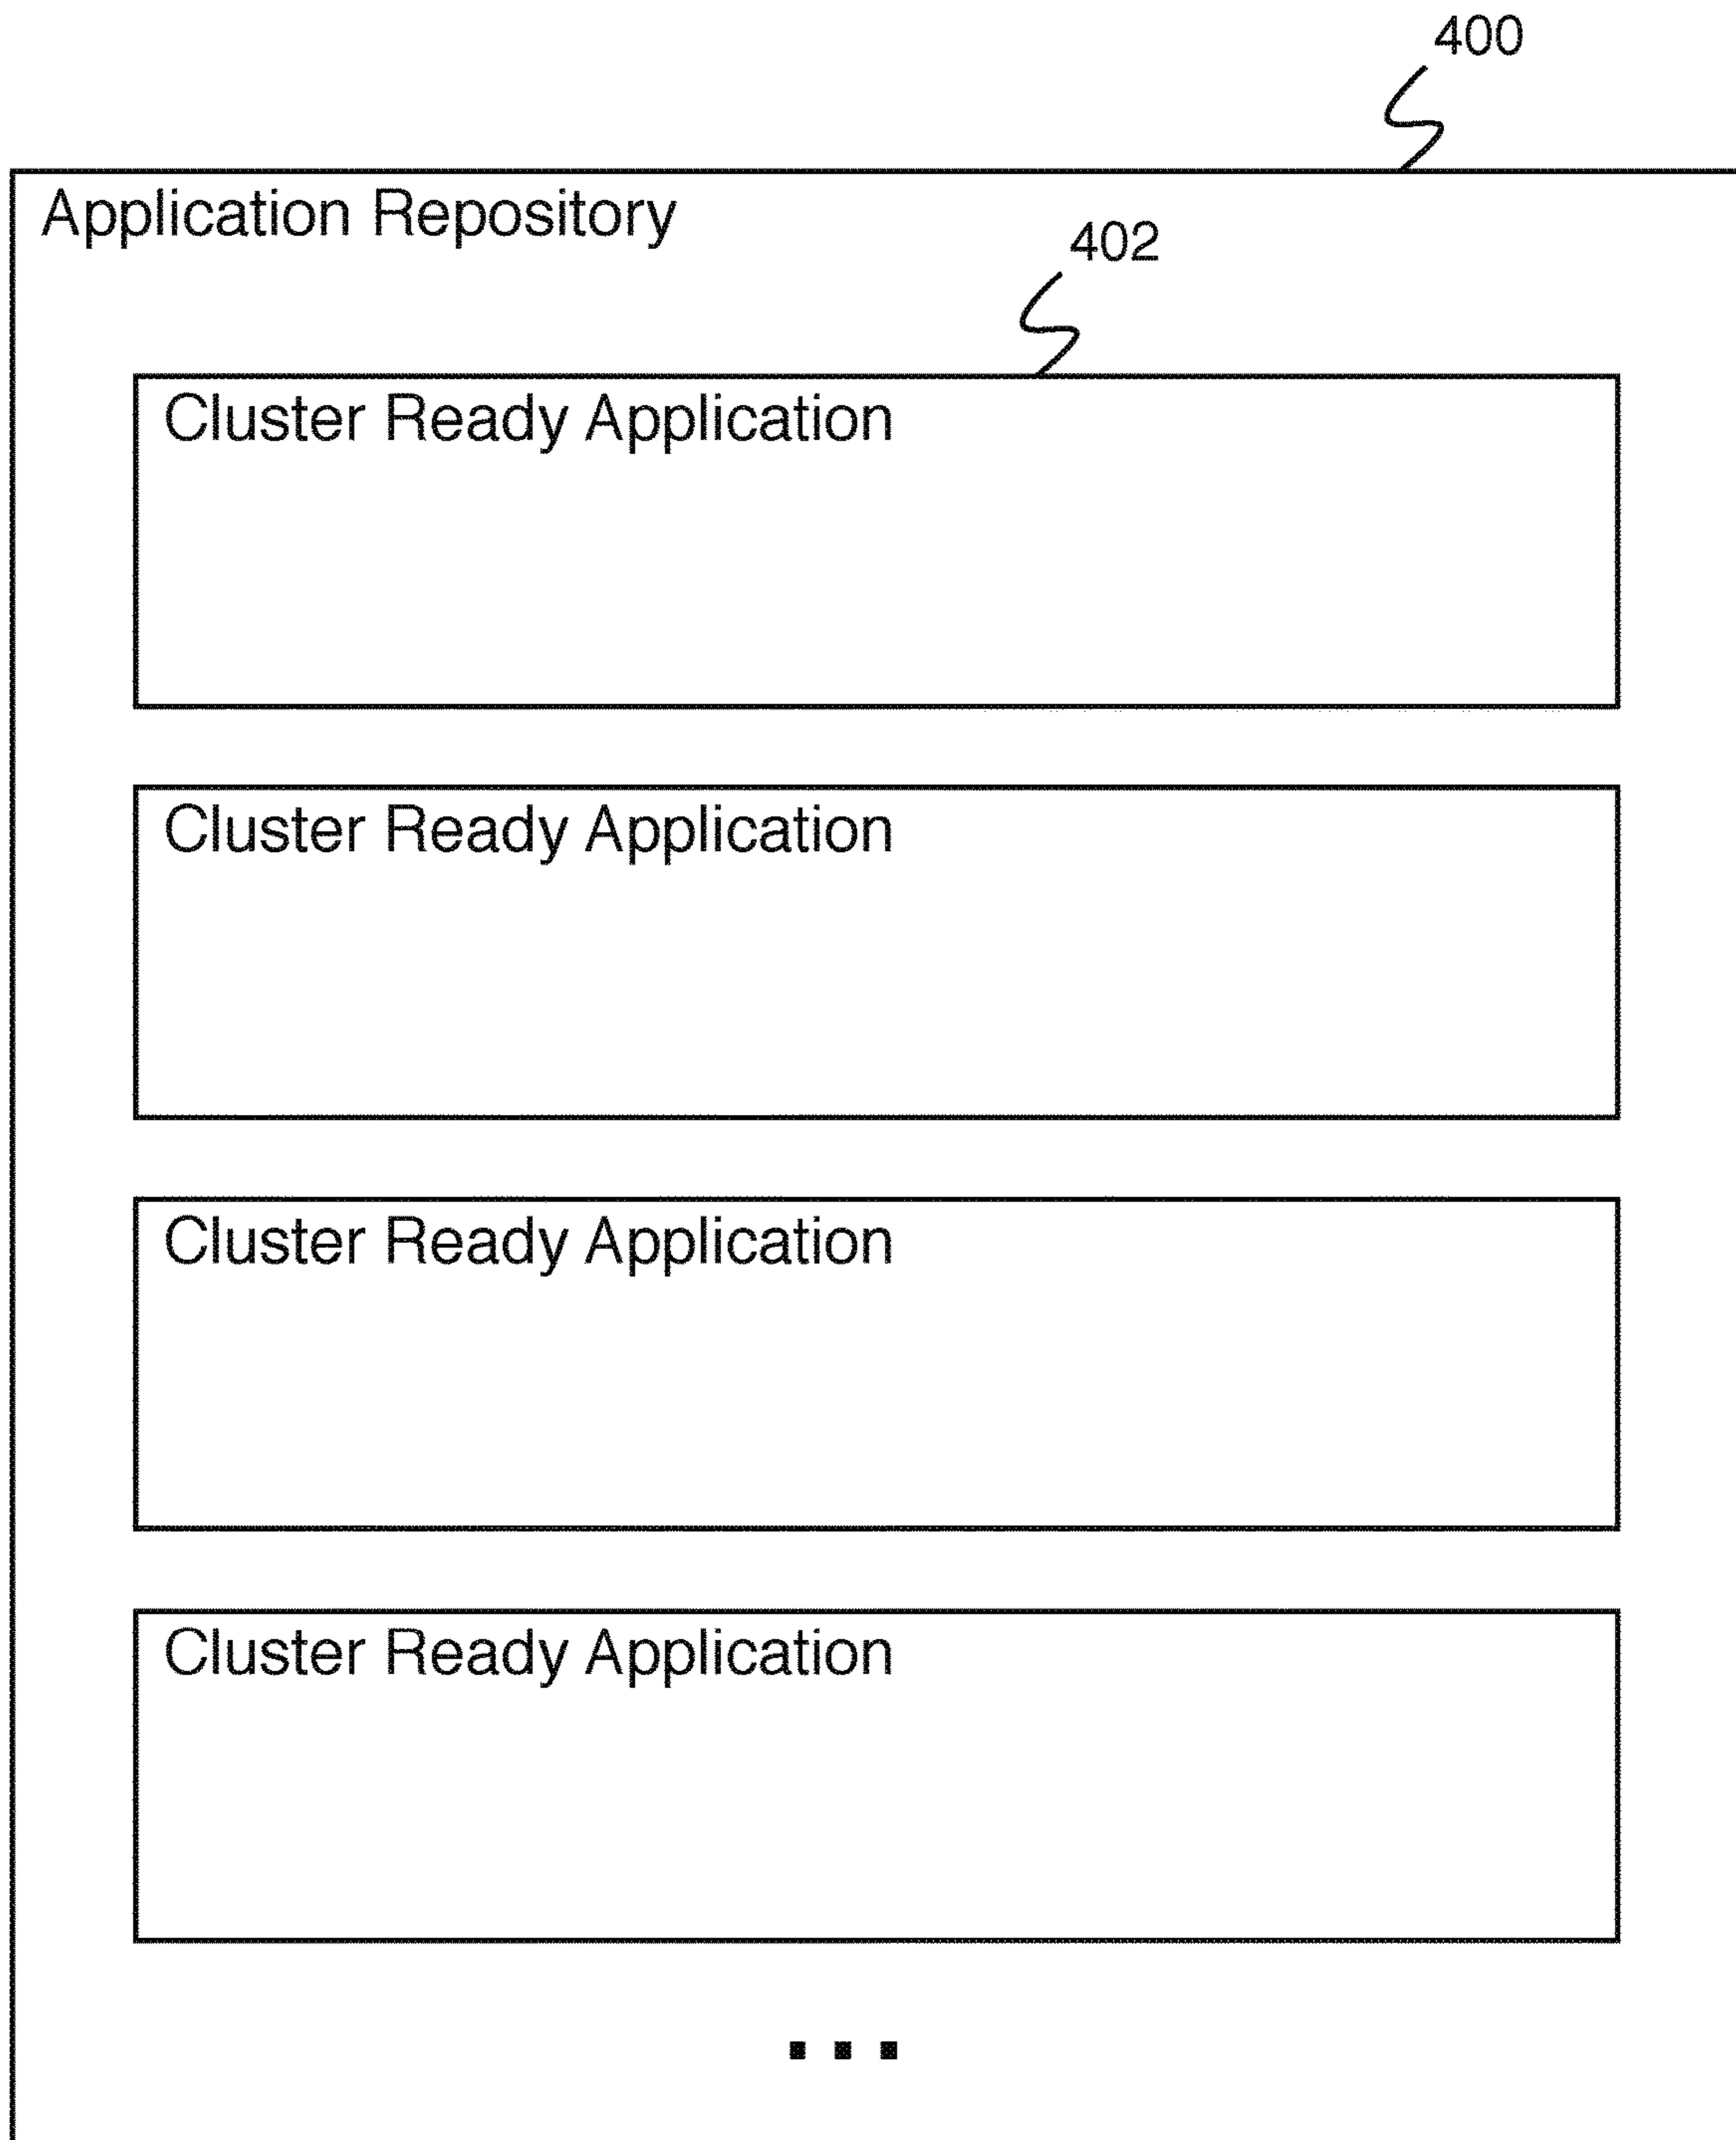 400
Application Repository
402
Cluster Ready Application
Cluster Ready Application
Cluster Ready Application
Cluster Ready Application
...